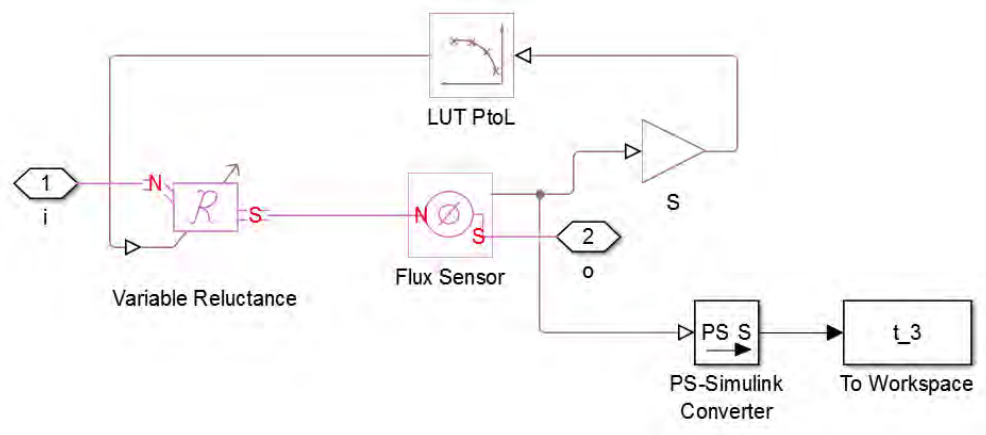 LUT PtoL
1
i
N
R
S
Variable Reluctance
N
Ø
S
Flux Sensor
S
2
o
PS S
PS-Simulink
Converter
t_3
To Workspace